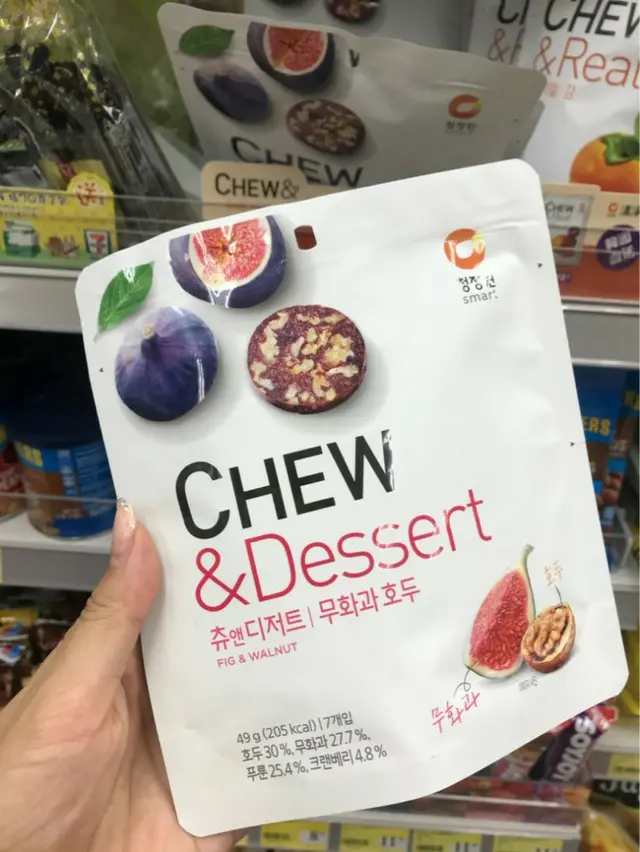 CHEW
CHEW
&Real
CHEW&
CHEW
청정원
smart
CHEW
&Dessert
츄앤디저트 | 무화과 호두
FIG & WALNUT
호두
무화과
49 g (205 kcal) | 7개입
호두 30 %, 무화과 27.7 %,
푸룬 25.4 %, 크랜베리 4.8 %